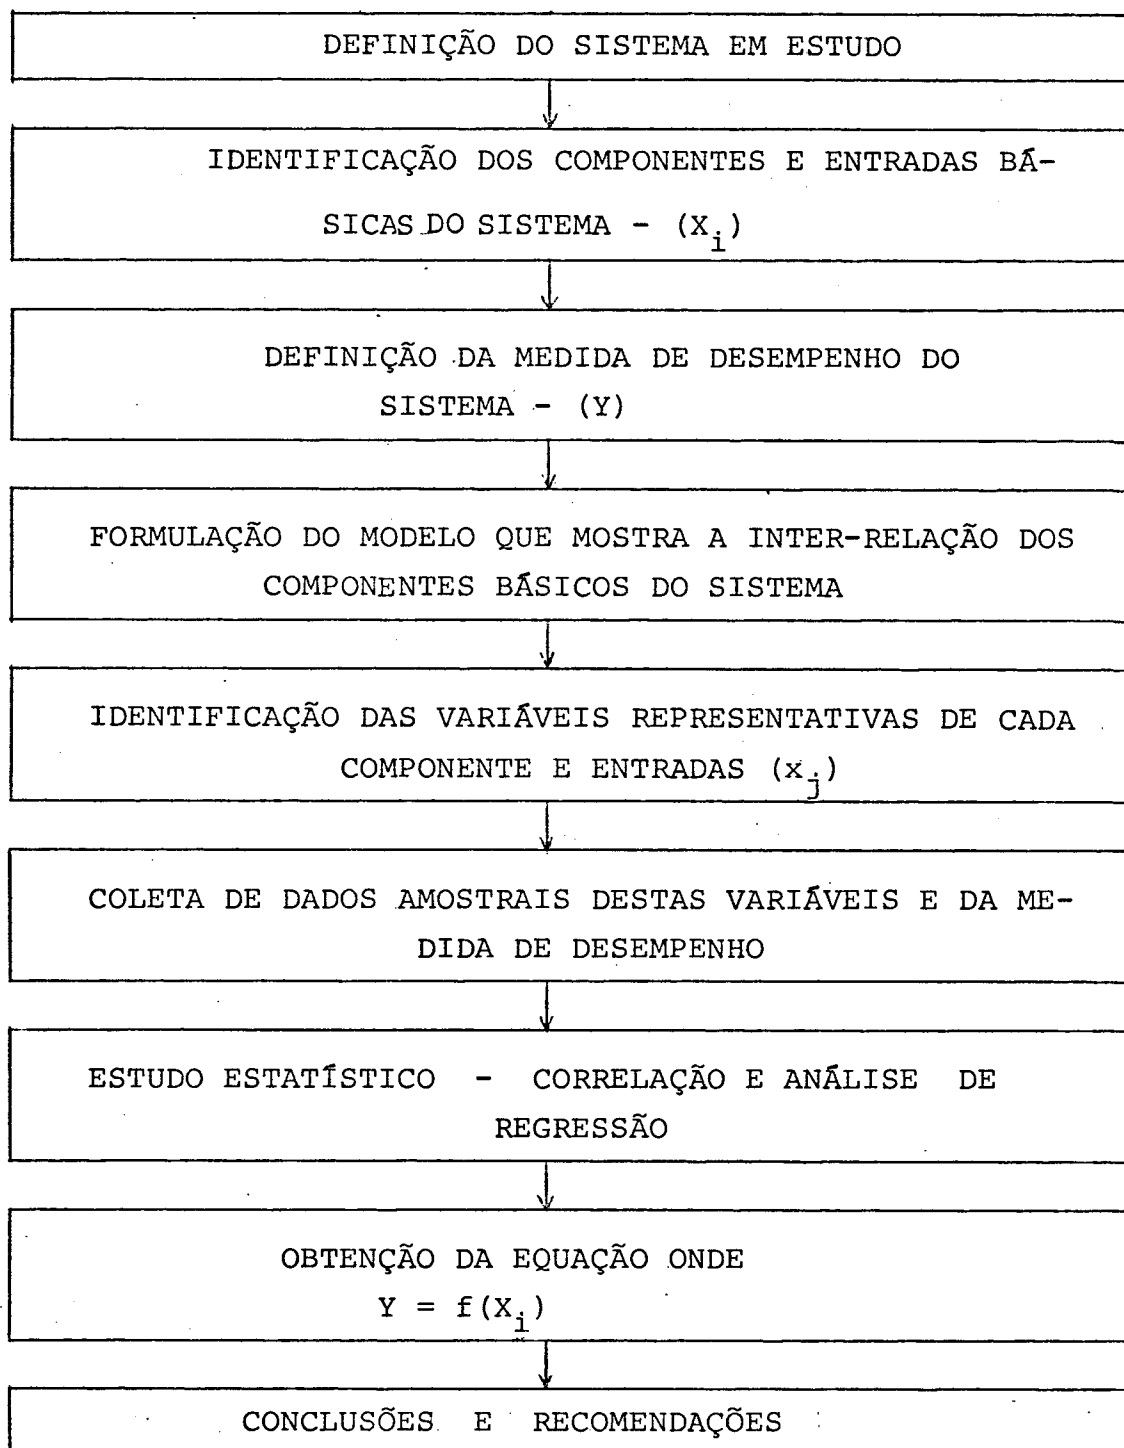 DEFINIÇÃO DO SISTEMA EM ESTUDO
IDENTIFICAÇÃO DOS COMPONENTES E ENTRADAS BÁ-
SICAS DO SISTEMA - (X_i)
DEFINIÇÃO DA MEDIDA DE DESEMPENHO DO
SISTEMA - (Y)
FORMULAÇÃO DO MODELO QUE MOSTRA A INTER-RELAÇÃO DOS
COMPONENTES BÁSICOS DO SISTEMA
IDENTIFICAÇÃO DAS VARIÁVEIS REPRESENTATIVAS DE CADA
COMPONENTE E ENTRADAS (x_j)
COLETA DE DADOS AMOSTRAIS DESTAS VARIÁVEIS E DA ME-
DIDA DE DESEMPENHO
ESTUDO ESTATÍSTICO - CORRELAÇÃO E ANÁLISE DE
REGRESSÃO
OBTENÇÃO DA EQUAÇÃO ONDE
Y = f(X_i)
CONCLUSÕES E RECOMENDAÇÕES